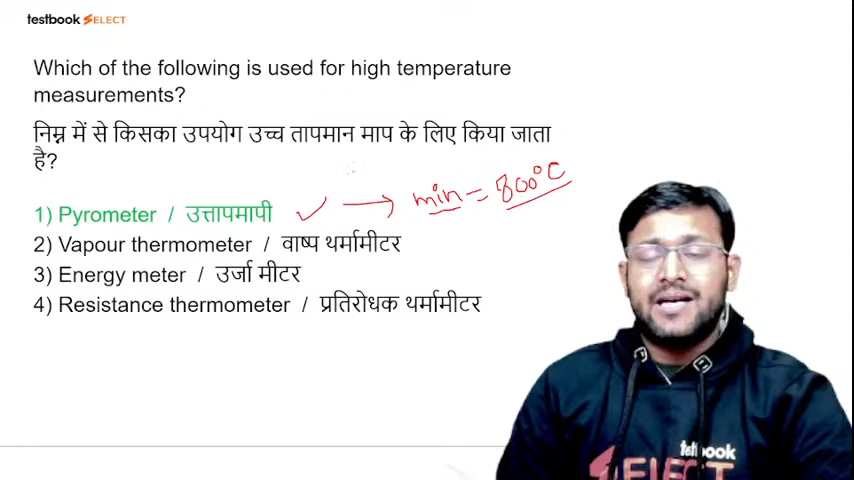 testbook SELECT
Which of the following is used for high temperature
measurements?
निम्न में से किसका उपयोग उच्च तापमान माप के लिए किया जाता
है?
min = 800°C
1) Pyrometer / उत्तापमापी
2) Vapour thermometer / वाष्प थर्मामीटर
3) Energy meter / उर्जा मीटर
4) Resistance thermometer / प्रतिरोधक थर्मामीटर
testbook
SELECT